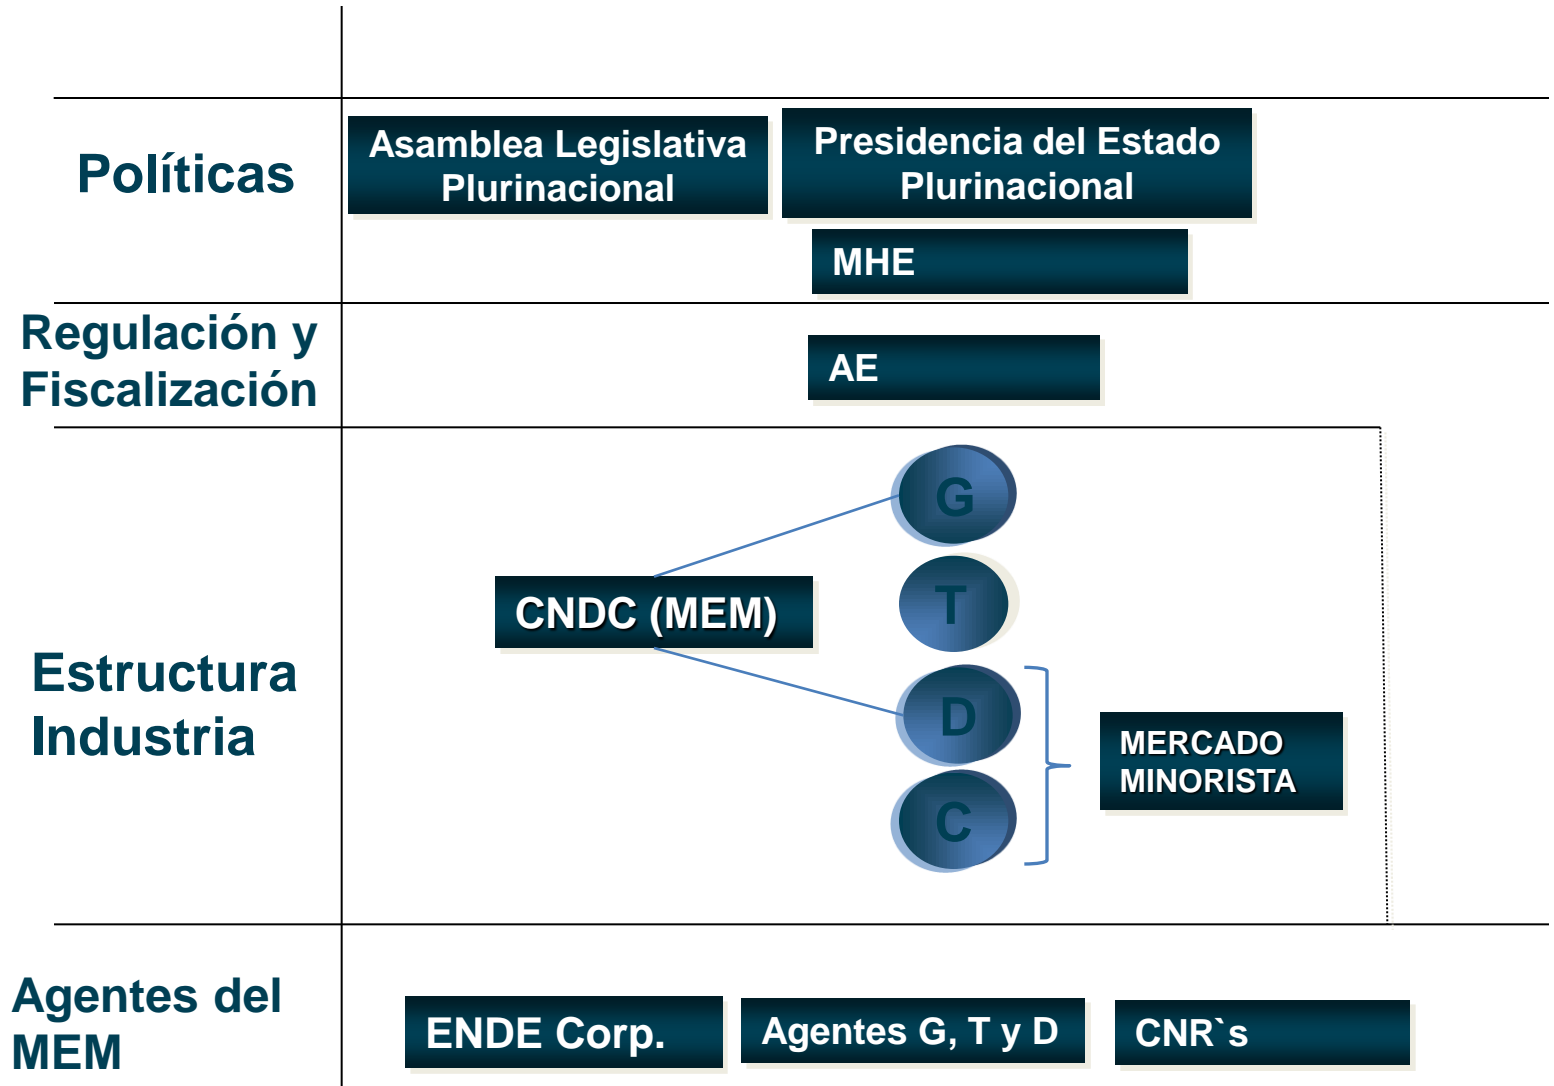 Políticas
Asamblea Legislativa
Plurinacional
Presidencia del Estado
Plurinacional
MHE
Regulación y
Fiscalización
AE
Estructura
Industria
CNDC (MEM)
G
T
D
C
MERCADO
MINORISTA
Agentes del
MEM
ENDE Corp.
Agentes G, T y D
CNR`s